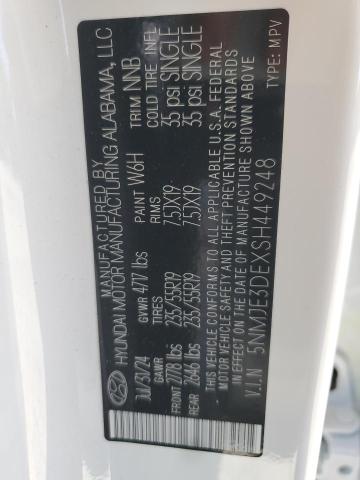 MANUFACTURED BY
HYUNDAI MOTOR MANUFACTURING ALABAMA, LLC
Jul/30/24 GVWR 4717 lbs PAINT W6H TRIM NNB
GAWR TIRES RIMS COLD TIRE INFL
FRONT 2778 lbs 235/55R19 7.5JX19 35 psi SINGLE
REAR 2646 lbs 235/55R19 7.5JX19 35 psi SINGLE
THIS VEHICLE CONFORMS TO ALL APPLICABLE U.S.A. FEDERAL
MOTOR VEHICLE SAFETY AND THEFT PREVENTION STANDARDS IN
EFFECT ON THE DATE OF MANUFACTURE SHOWN ABOVE
V.I.N 5NMJE3DEXSH449248 TYPE: MPV